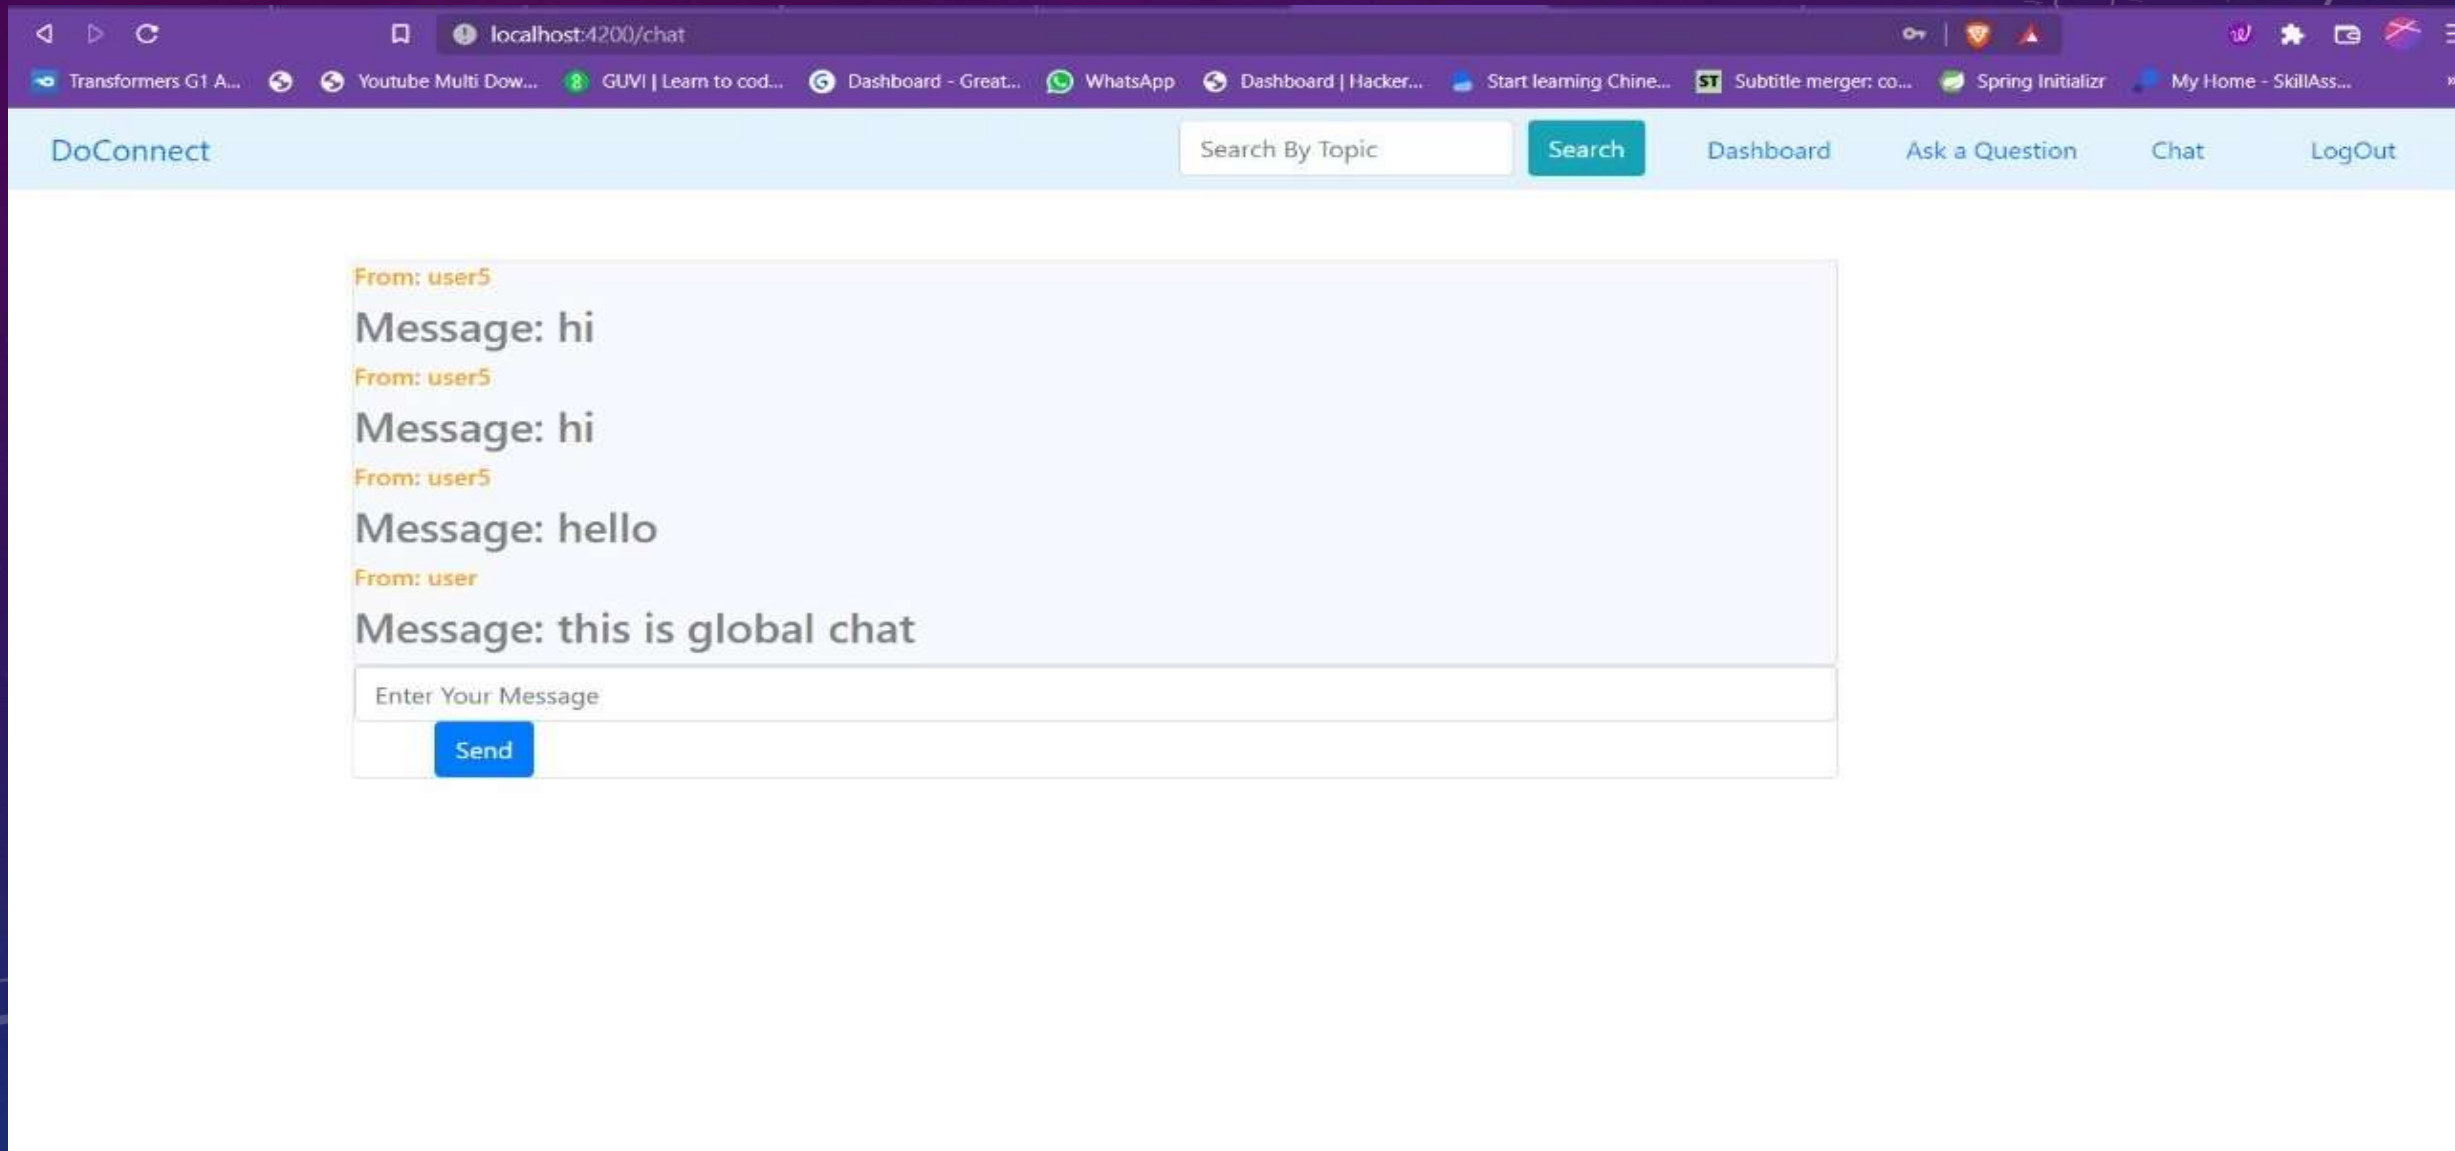 localhost:4200/chat
Transformers G1 A... Youtube Multi Dow... GUVI | Learn to cod... Dashboard - Great... WhatsApp Dashboard | Hacker... Start learning Chine... ST Subtitle merger: co... Spring Initializr My Home - SkillAss...
DoConnect Search By Topic Search Dashboard Ask a Question Chat LogOut
From: user5
Message: hi
From: user5
Message: hi
From: user5
Message: hello
From: user
Message: this is global chat
Enter Your Message
Send